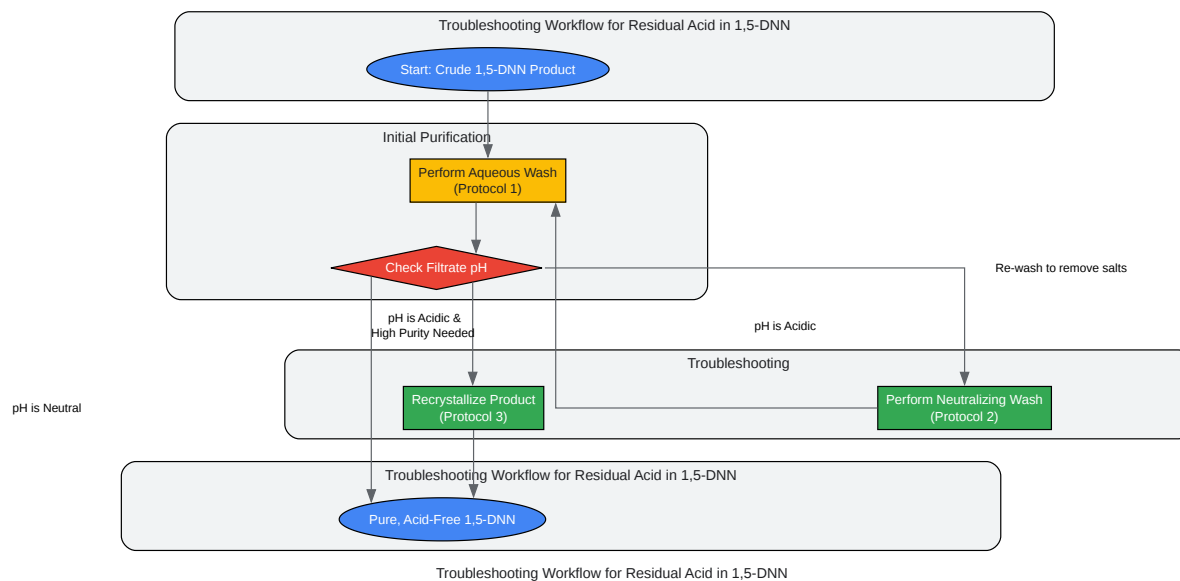 Troubleshooting Workflow for Residual Acid in 1,5-DNN
Start: Crude 1,5-DNN Product
Initial Purification
Perform Aqueous Wash
(Protocol 1)
Check Filtrate pH
Re-wash to remove salts
pH is Acidic &
High Purity Needed
pH is Acidic
Troubleshooting
Recrystallize Product
(Protocol 3)
Perform Neutralizing Wash
(Protocol 2)
pH is Neutral
Troubleshooting Workflow for Residual Acid in 1,5-DNN
Pure, Acid-Free 1,5-DNN
Troubleshooting Workflow for Residual Acid in 1,5-DNN